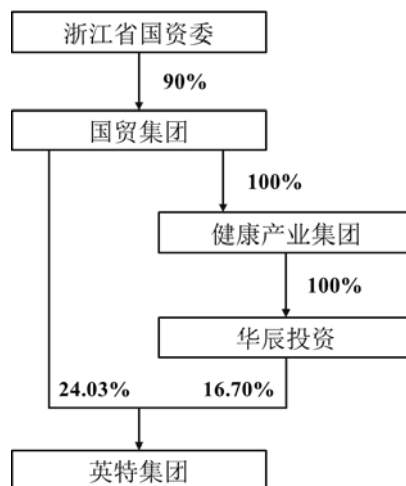 浙江省国资委
90%
国贸集团
100%
健康产业集团
100%
华辰投资
24.03%
16.70%
英特集团